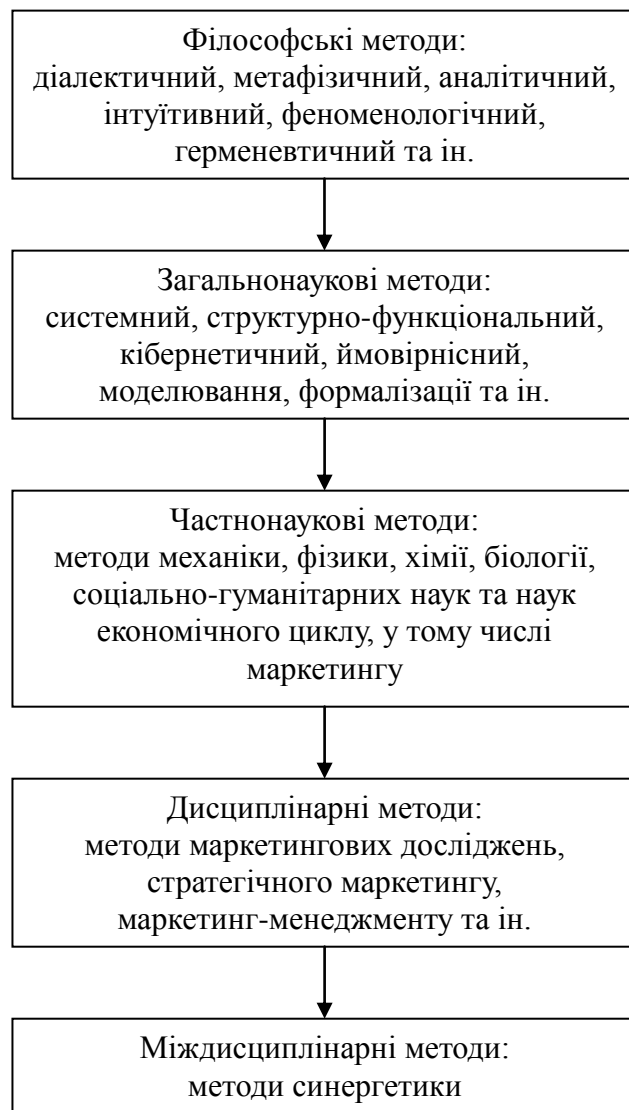 Філософські методи:
діалектичний, метафізичний, аналітичний,
інтуїтивний, феноменологічний,
герменевтичний та ін.
Загальнонаукові методи:
системний, структурно-функціональний,
кібернетичний, ймовірнісний,
моделювання, формалізації та ін.
Частнонаукові методи:
методи механіки, фізики, хімії, біології,
соціально-гуманітарних наук та наук
економічного циклу, у тому числі
маркетингу
Дисциплінарні методи:
методи маркетингових досліджень,
стратегічного маркетингу,
маркетинг-менеджменту та ін.
Міждисциплінарні методи:
методи синергетики